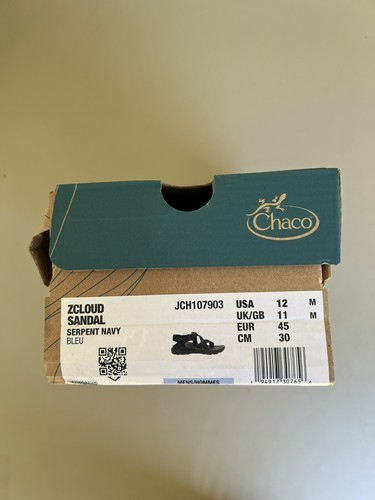 Chaco
ZCLOUD
SANDAL
SERPENT NAVY
BLEU
JCH107903
USA 12 M
UK/GB 11 M
EUR 45
CM 30
MENS/HOMMES